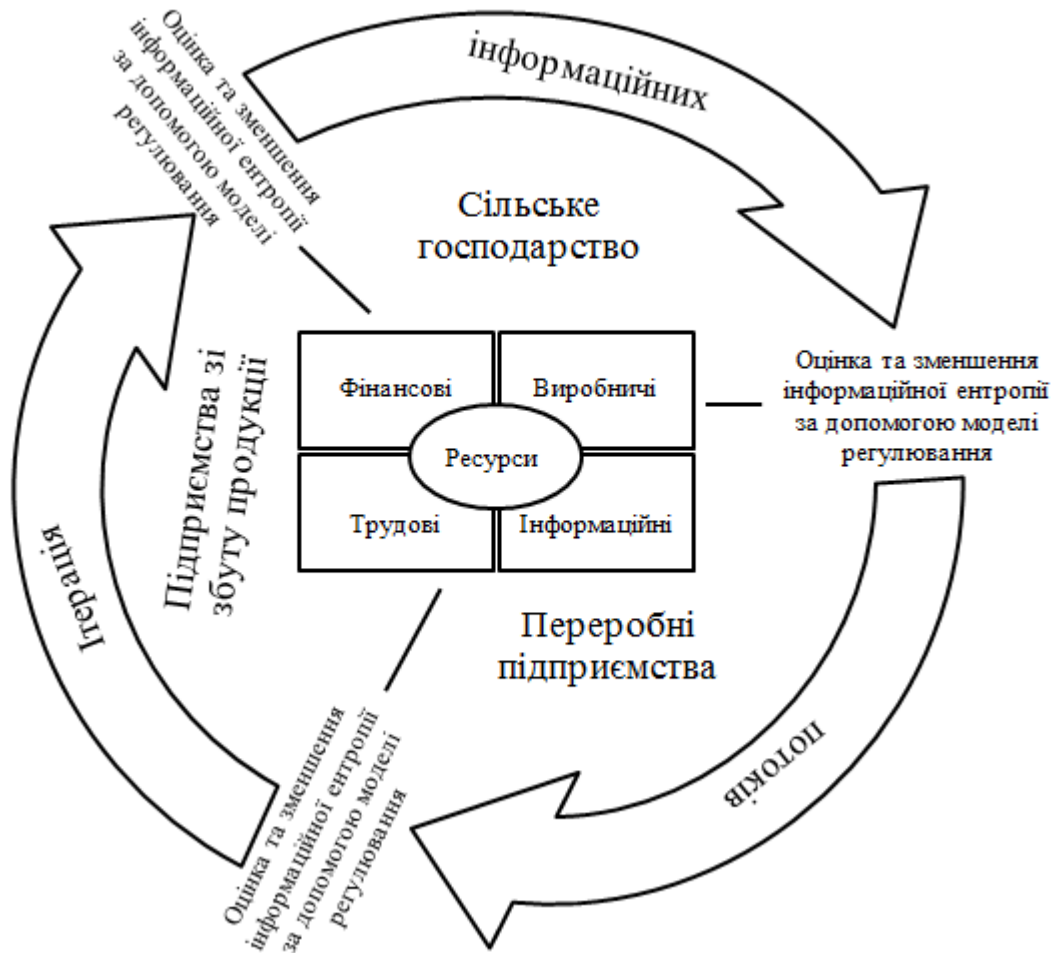 Оцінка та зменшення
інформаційної ентропії
за допомогою моделі
регулювання
інформаційних
Сільське
господарство
Підприємства зі
збуту продукції
Фінансові
Виробничі
Ресурси
Трудові
Інформаційні
Оцінка та зменшення
інформаційної ентропії
за допомогою моделі
регулювання
Ітерація
Переробні
підприємства
потоків
Оцінка та зменшення
інформаційної ентропії
за допомогою моделі
регулювання